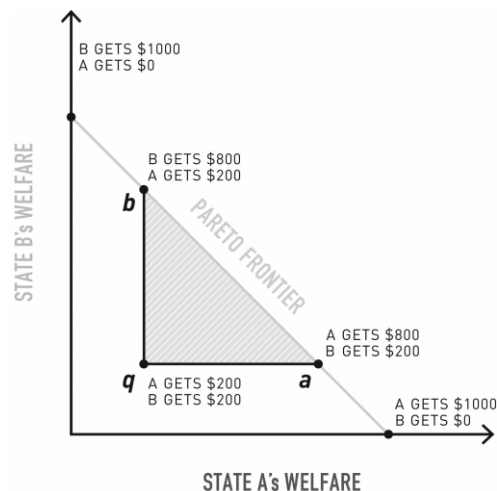 B GETS $1000
A GETS $0
STATE B's WELFARE
B GETS $800
A GETS $200
b
PARETO FRONTIER
A GETS $800
B GETS $200
q
A GETS $200
B GETS $200
a
A GETS $1000
B GETS $0
STATE A's WELFARE